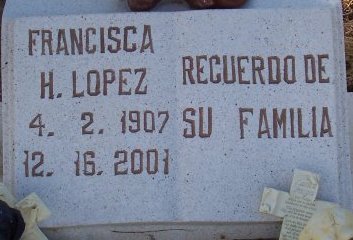 FRANCISCA
H. LOPEZ
4. 2. 1907
12. 16. 2001
RECUERDO DE
SU FAMILIA